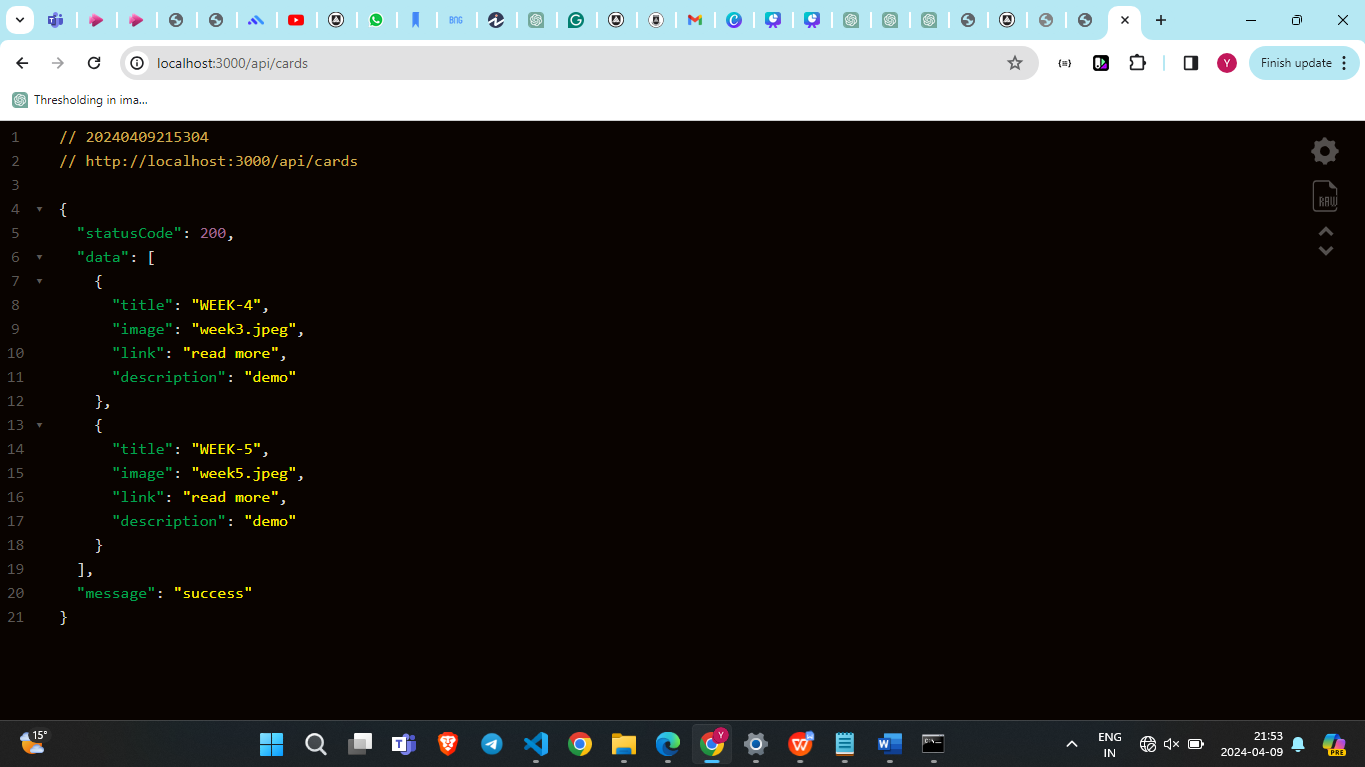 BNG
localhost:3000/api/cards
Y
Finish update
Thresholding in ima...
1 // 20240409215304
2 // http://localhost:3000/api/cards
3
4 {
5 "statusCode": 200,
6 "data": [
7 {
8 "title": "WEEK-4",
9 "image": "week3.jpeg",
10 "link": "read more",
11 "description": "demo"
12 },
13 {
14 "title": "WEEK-5",
15 "image": "week5.jpeg",
16 "link": "read more",
17 "description": "demo"
18 }
19 ],
20 "message": "success"
21 }
RAW
15°
Y
ENG
IN
21:53
2024-04-09
PRE